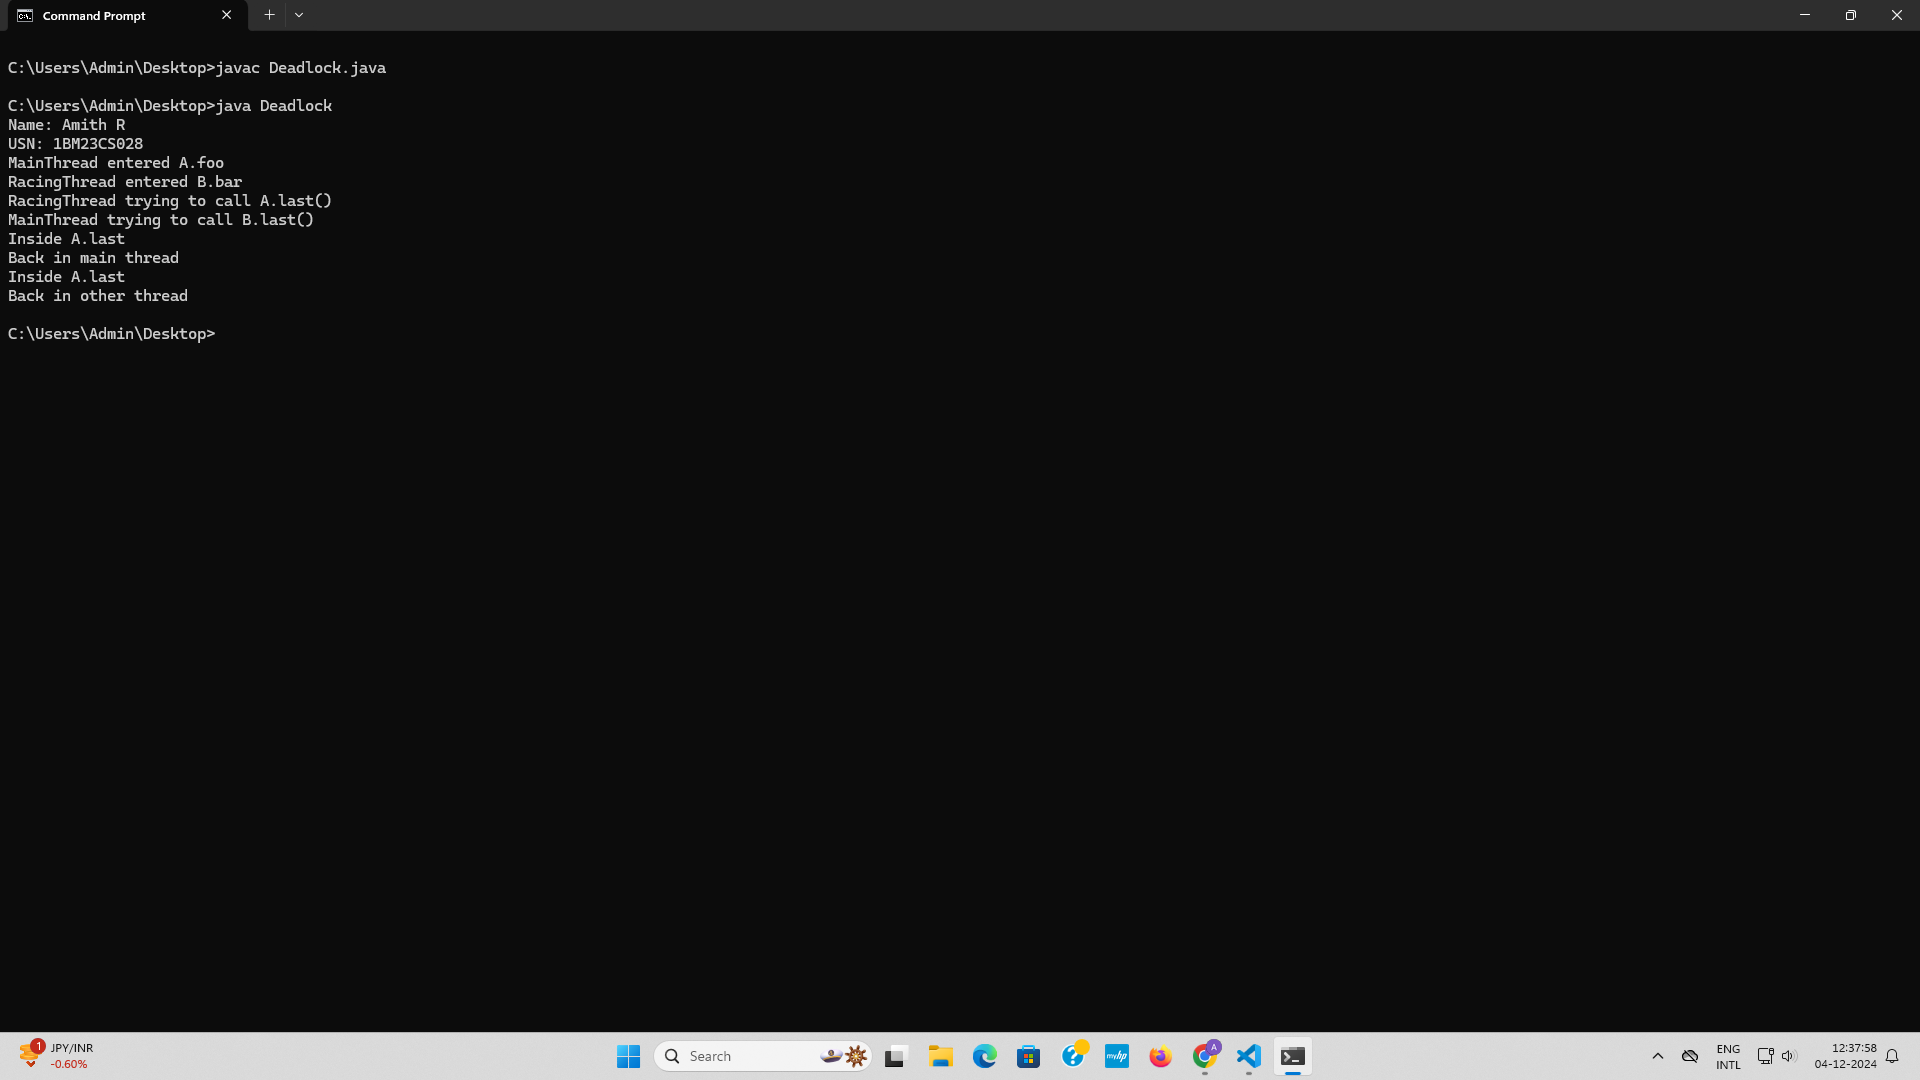 Command Prompt
C:\Users\Admin\Desktop>javac Deadlock.java
C:\Users\Admin\Desktop>java Deadlock
Name: Amith R
USN: 1BM23CS028
MainThread entered A.foo
RacingThread entered B.bar
RacingThread trying to call A.last()
MainThread trying to call B.last()
Inside A.last
Back in main thread
Inside A.last
Back in other thread
C:\Users\Admin\Desktop>
1
JPY/INR
-0.60%
Search
myhp
A
ENG
INTL
12:37:58
04-12-2024